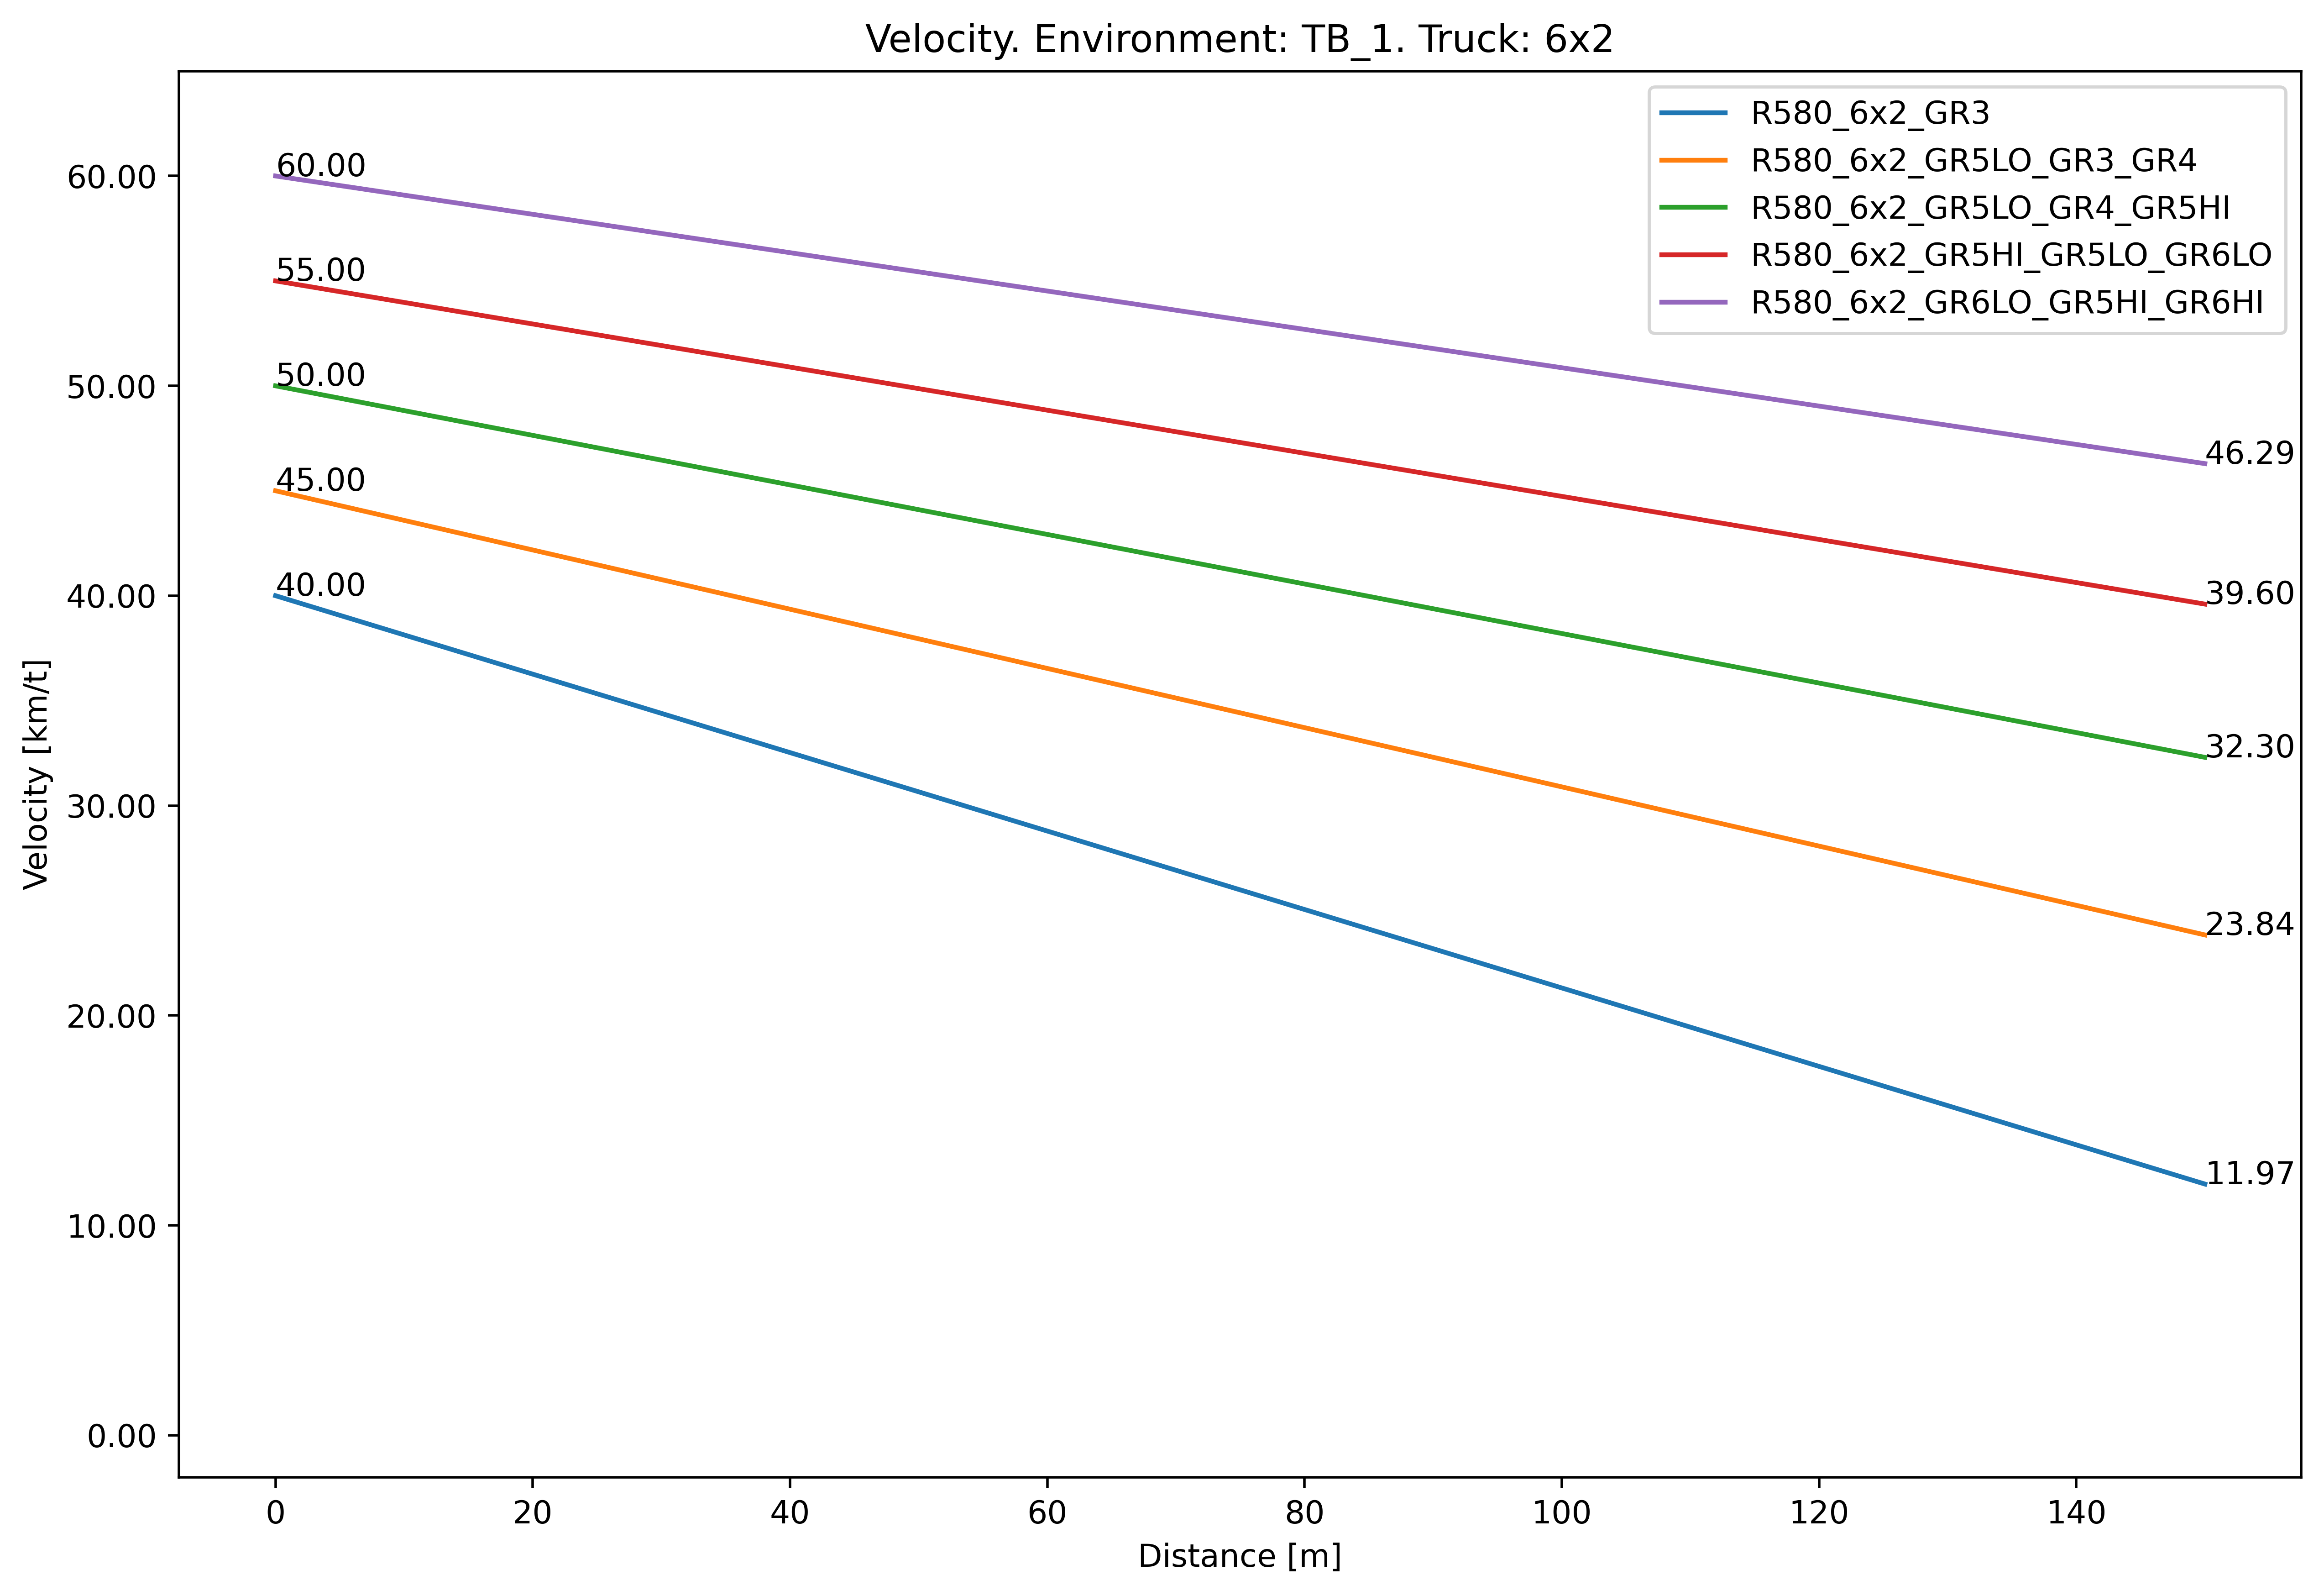 Velocity. Environment: TB_1. Truck: 6x2
R580_6x2_GR3
R580_6x2_GR5LO_GR3_GR4
R580_6x2_GR5LO_GR4_GR5HI
R580_6x2_GR5HI_GR5LO_GR6LO
R580_6x2_GR6LO_GR5HI_GR6HI
60.00
55.00
50.00
45.00
40.00
46.29
39.60
32.30
23.84
11.97
Velocity [km/t]
60.00
50.00
40.00
30.00
20.00
10.00
0.00
0 20 40 60 80 100 120 140
Distance [m]